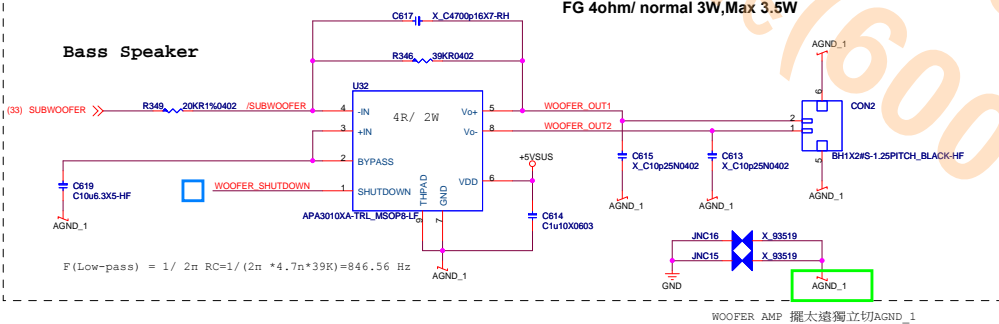 FG 4ohm/ normal 3W,Max 3.5W
C617 X_C4700p16X7-RH
Bass Speaker
R346 39KR0402
AGND_1
U32
(33) SUBWOOFER
R349 20KR1%0402
/SUBWOOFER
4 -IN
4R/ 2W
Vo+ 5
WOOFER_OUT1
6
CON2
3 +IN
Vo- 8
WOOFER_OUT2
2
1
2 BYPASS
+5VSUS
C615
X_C10p25N0402
C613
X_C10p25N0402
5
BH1X2#S-1.25PITCH_BLACK-HF
C619
C10u6.3X5-HF
WOOFER_SHUTDOWN
1 SHUTDOWN
VDD 6
THPAD
GND
AGND_1
AGND_1
AGND_1
AGND_1
APA3010XA-TRL_MSOP8-LF
9
7
C614
C1u10X0603
JNC16 X_93519
JNC15 X_93519
F(Low-pass) = 1/ 2π RC=1/(2π *4.7n*39K)=846.56 Hz
AGND_1
GND
AGND_1
WOOFER AMP 擺太遠獨立切AGND_1
(600